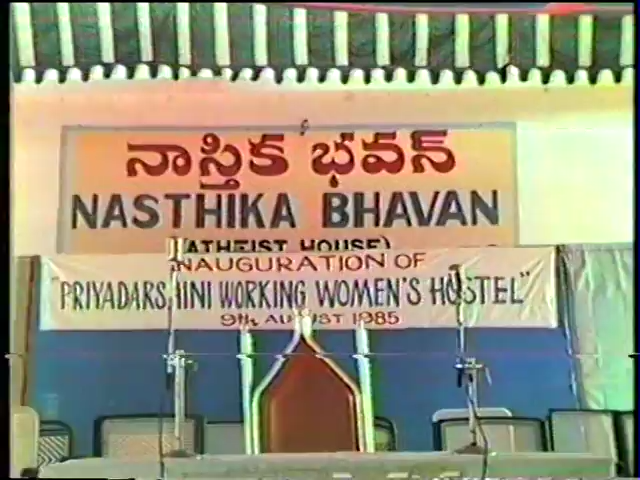 నాస్తిక భవన్
NASTHIKA BHAVAN
(ATHEIST HOUSE)
INAUGURATION OF
"PRIYADARSHINI WORKING WOMEN'S HOSTEL"
9th AUGUST 1985